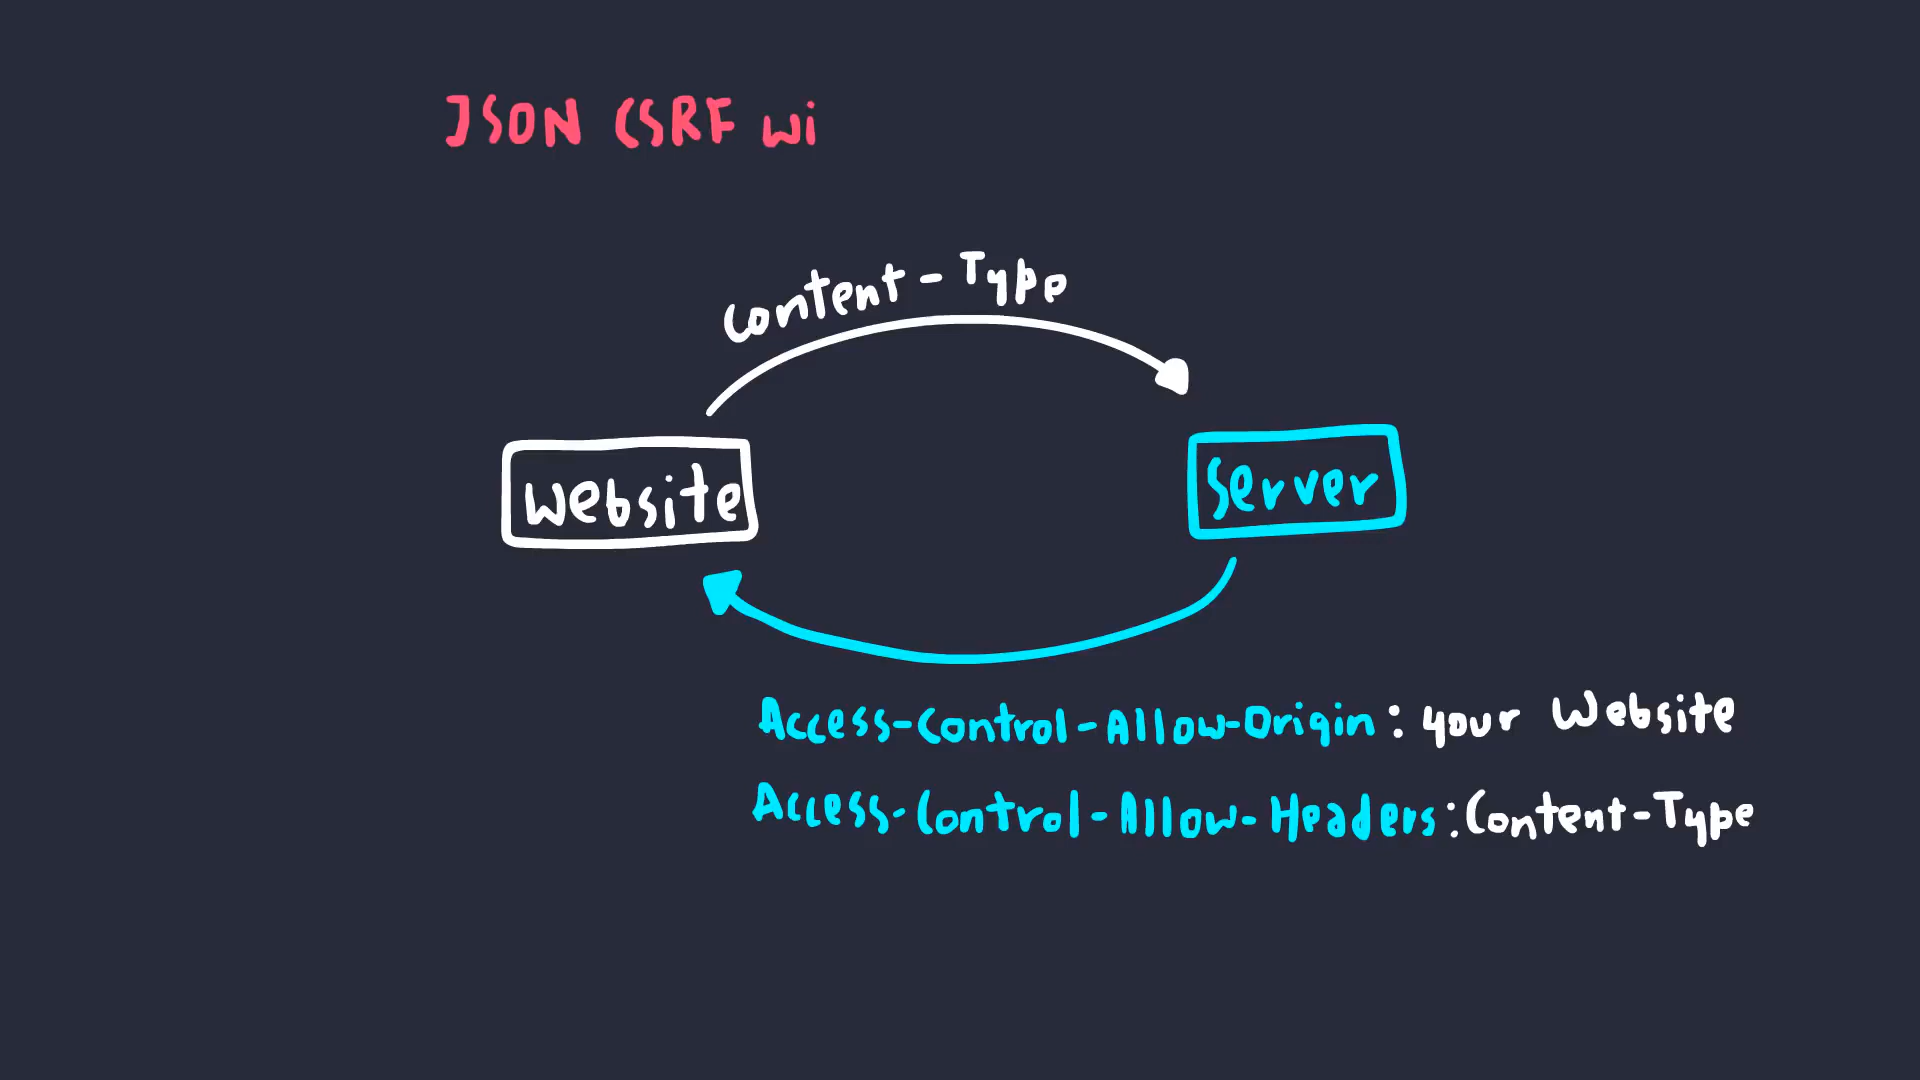 JSON CSRF wi
Content-Type
Website
Server
Access-Control-Allow-Origin: your Website
Access-Control-Allow-Headers: Content-Type